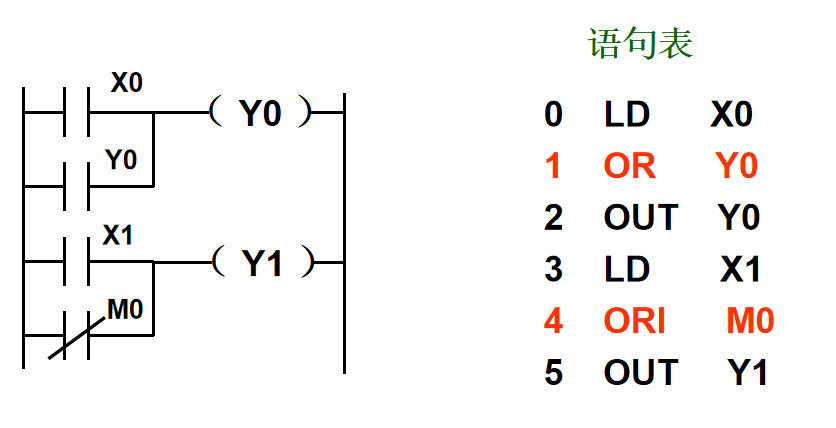 语句表
X0
( Y0 )
Y0
X1
( Y1 )
M0
0 LD X0
1 OR Y0
2 OUT Y0
3 LD X1
4 ORI M0
5 OUT Y1